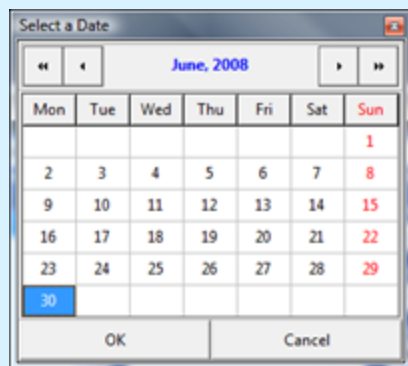 Select a Date
June, 2008
Mon Tue Wed Thu Fri Sat Sun
1
2 3 4 5 6 7 8
9 10 11 12 13 14 15
16 17 18 19 20 21 22
23 24 25 26 27 28 29
30
OK Cancel